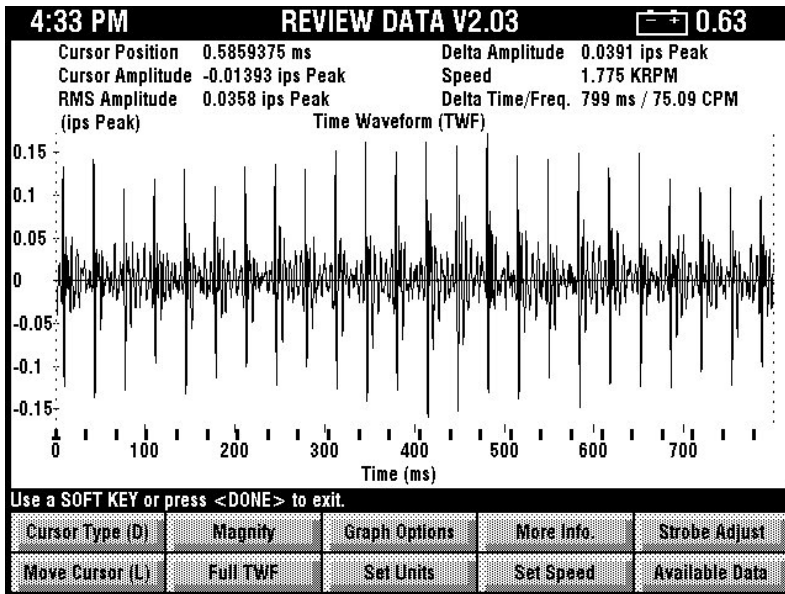 4:33 PM REVIEW DATA V2.03 - + 0.63
Cursor Position 0.5859375 ms Delta Amplitude 0.0391 ips Peak
Cursor Amplitude -0.01393 ips Peak Speed 1.775 KRPM
RMS Amplitude 0.0358 ips Peak Delta Time/Freq. 799 ms / 75.09 CPM
(ips Peak) Time Waveform (TWF)
0.15
0.1
0.05
0
-0.05
-0.1
-0.15
0 100 200 300 400 500 600 700
Time (ms)
Use a SOFT KEY or press <DONE> to exit.
Cursor Type (D) Magnify Graph Options More Info. Strobe Adjust
Move Cursor (L) Full TWF Set Units Set Speed Available Data